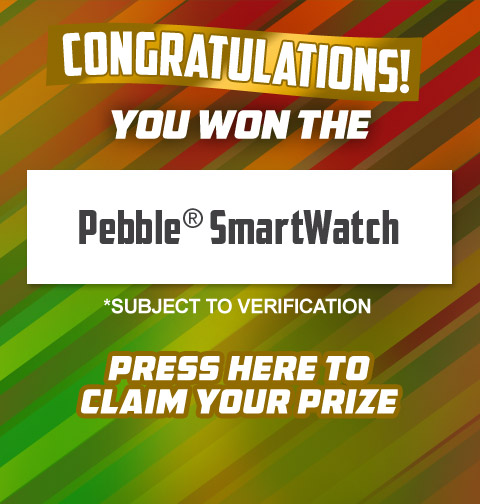 CONGRATULATIONS!
YOU WON THE
Pebble® SmartWatch
*SUBJECT TO VERIFICATION
PRESS HERE TO
CLAIM YOUR PRIZE